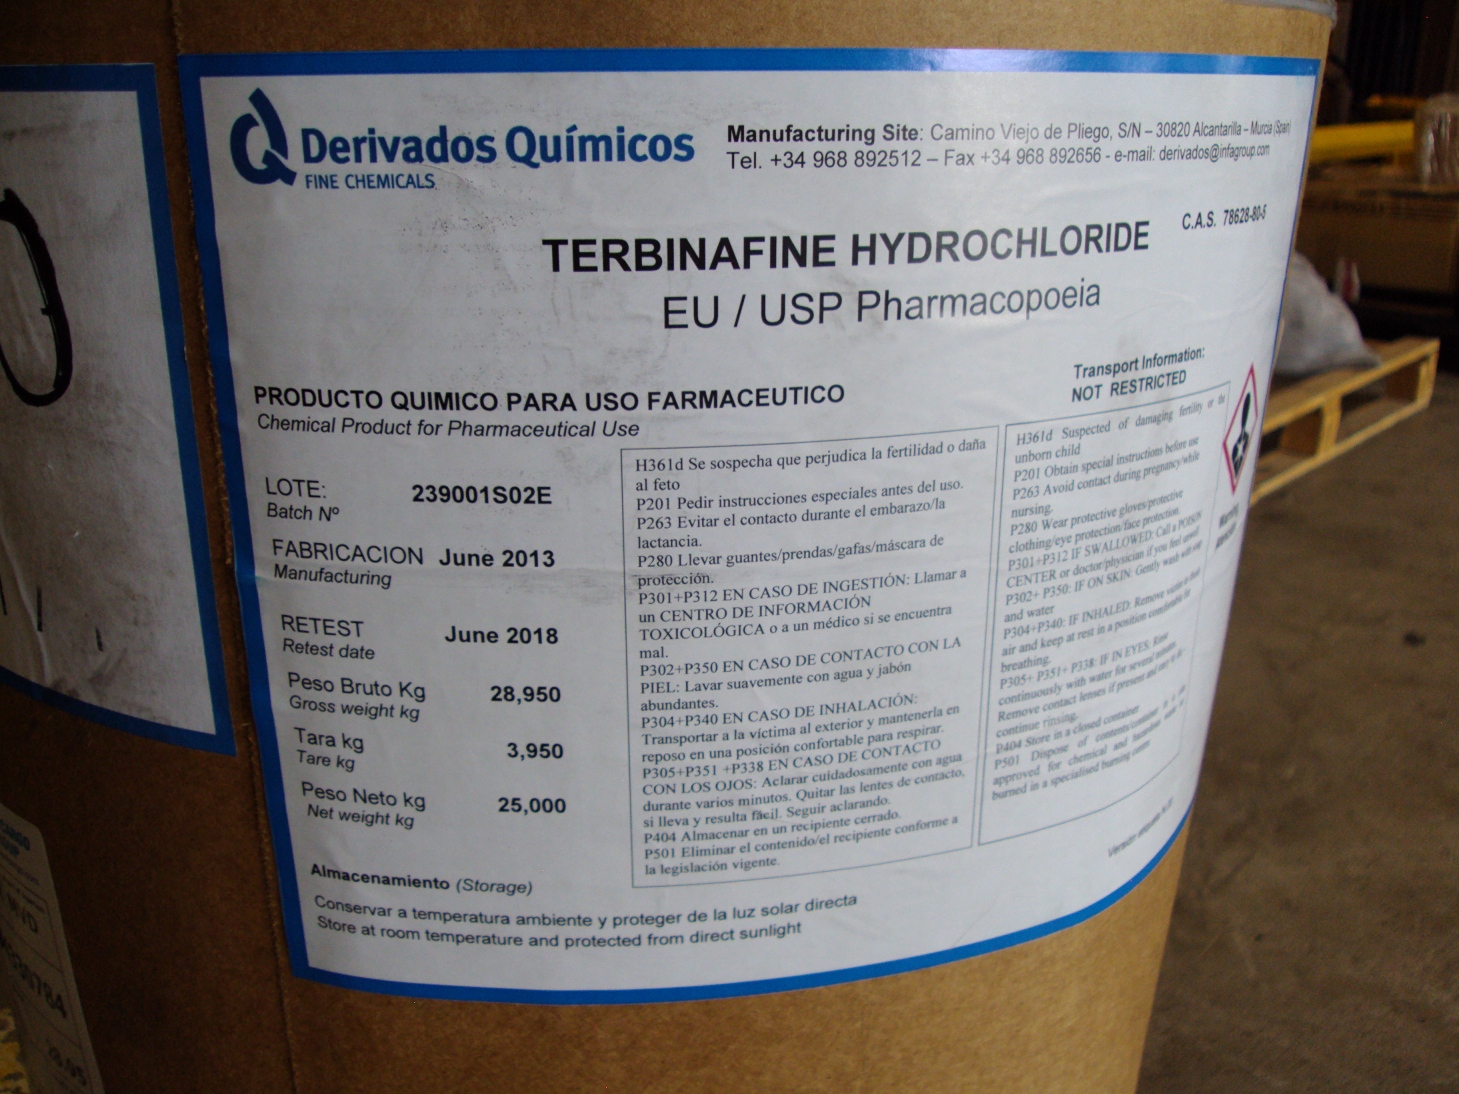 Derivados Químicos
FINE CHEMICALS
Manufacturing Site: Camino Viejo de Pliego, S/N – 30820 Alcantarilla – Murcia (Spain)
Tel. +34 968 892512 – Fax +34 968 892656 - e-mail: derivados@infagroup.com
TERBINAFINE HYDROCHLORIDE
C.A.S. 78628-80-5
EU / USP Pharmacopoeia
PRODUCTO QUIMICO PARA USO FARMACEUTICO
Chemical Product for Pharmaceutical Use
Transport Information:
NOT RESTRICTED
LOTE: 239001S02E
Batch Nº
FABRICACION June 2013
Manufacturing
RETEST June 2018
Retest date
Peso Bruto Kg 28,950
Gross weight kg
Tara kg 3,950
Tare kg
Peso Neto kg 25,000
Net weight kg
H361d Se sospecha que perjudica la fertilidad o daña
al feto
P201 Pedir instrucciones especiales antes del uso.
P263 Evitar el contacto durante el embarazo/la
lactancia.
P280 Llevar guantes/prendas/gafas/máscara de
protección.
P301+P312 EN CASO DE INGESTIÓN: Llamar a
un CENTRO DE INFORMACIÓN
TOXICOLÓGICA o a un médico si se encuentra
mal.
P302+P350 EN CASO DE CONTACTO CON LA
PIEL: Lavar suavemente con agua y jabón
abundantes.
P304+P340 EN CASO DE INHALACIÓN:
Transportar a la víctima al exterior y mantenerla en
reposo en una posición confortable para respirar.
P305+P351 +P338 EN CASO DE CONTACTO
CON LOS OJOS: Aclarar cuidadosamente con agua
durante varios minutos. Quitar las lentes de contacto,
si lleva y resulta fácil. Seguir aclarando.
P404 Almacenar en un recipiente cerrado.
P501 Eliminar el contenido/el recipiente conforme a
la legislación vigente.
H361d Suspected of damaging fertility or the
unborn child
P201 Obtain special instructions before use
P263 Avoid contact during pregnancy/while
nursing.
P280 Wear protective gloves/protective
clothing/eye protection/face protection.
P301+P312 IF SWALLOWED: Call a POISON
CENTER or doctor/physician if you feel unwell
P302+ P350: IF ON SKIN: Gently wash with soap
and water
P304+P340: IF INHALED: Remove victim to fresh
air and keep at rest in a position comfortable for
breathing.
P305+ P351+ P338: IF IN EYES: Rinse
continuously with water for several minutes.
Remove contact lenses if present and easy to do -
continue rinsing.
P404 Store in a closed container
P501 Dispose of contents/container in a
approved for chemical and hazardous waste
burned in a specialised burning centre
Warning
Versión etiqueta
Almacenamiento (Storage)
Conservar a temperatura ambiente y proteger de la luz solar directa
Store at room temperature and protected from direct sunlight